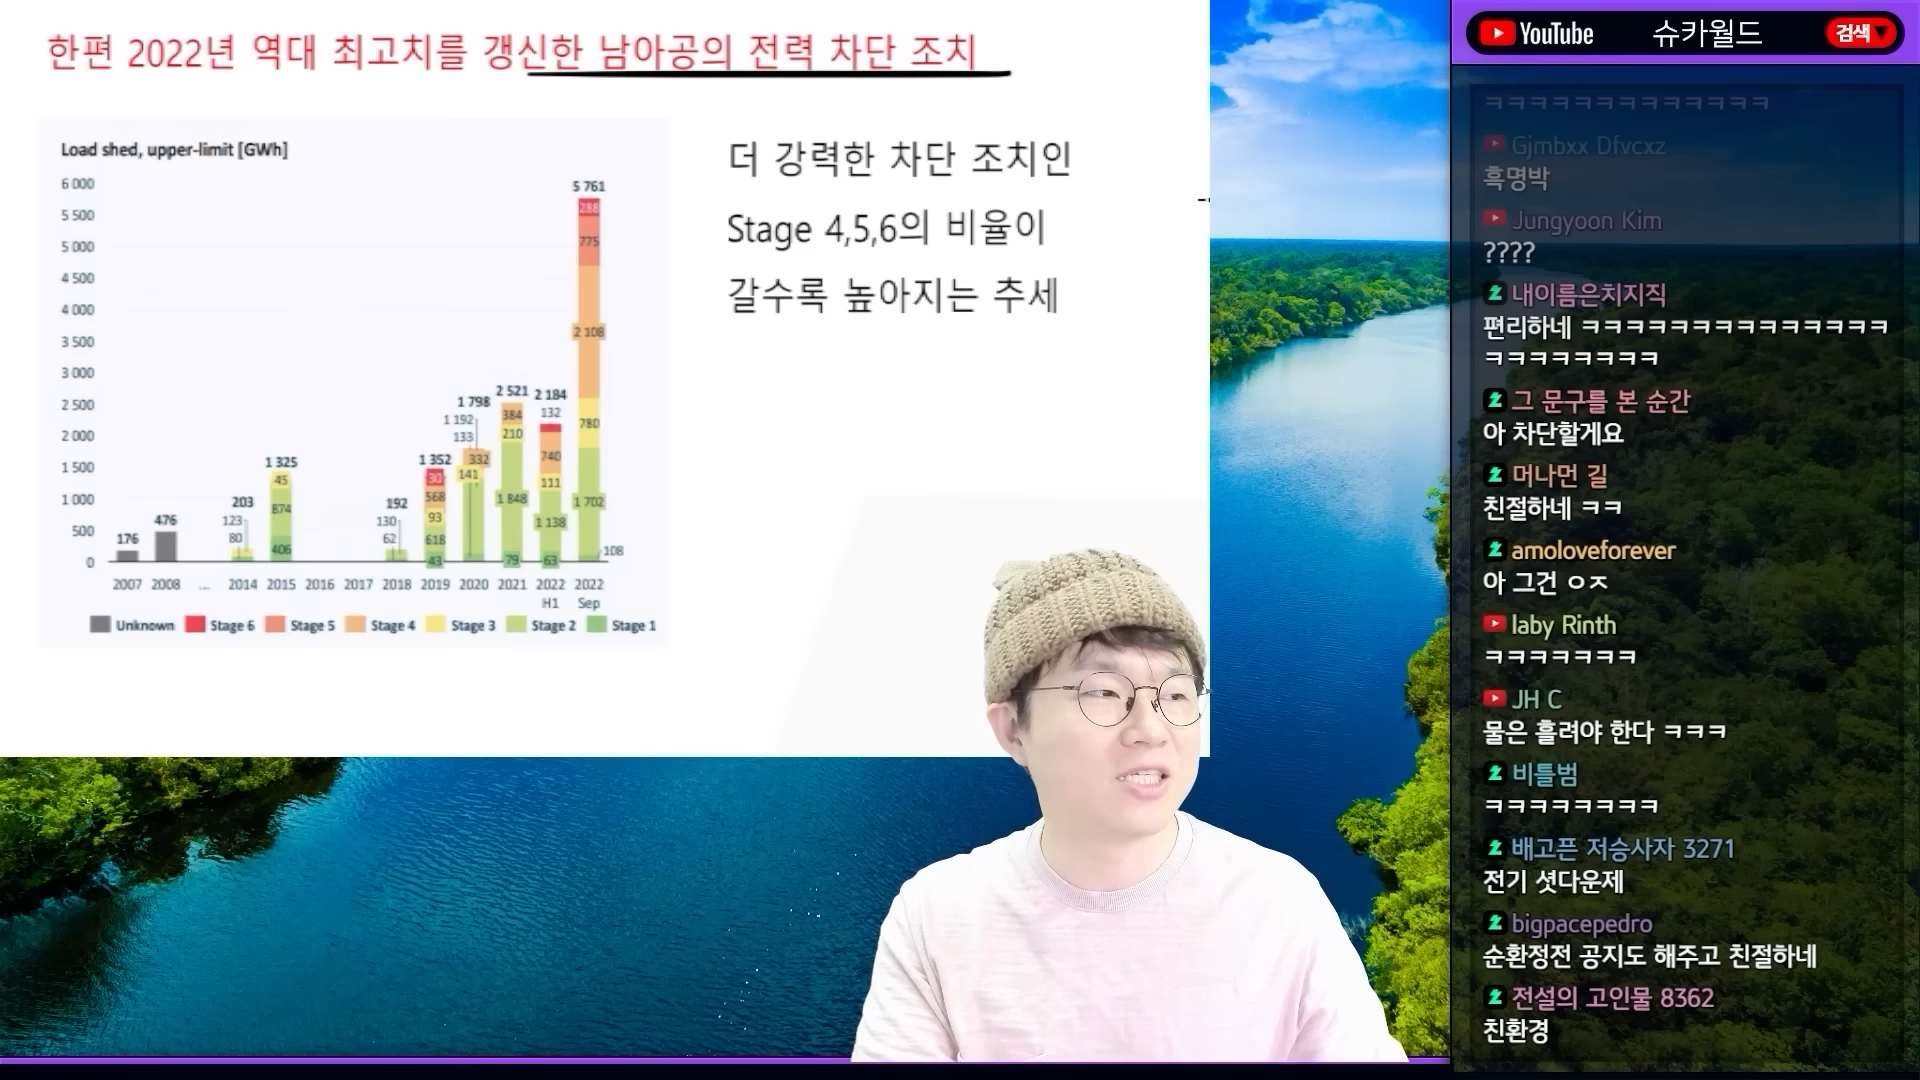 한편 2022년 역대 최고치를 갱신한 남아공의 전력 차단 조치
Load shed, upper-limit [GWh]
6 000
5 500
5 000
4 500
4 000
3 500
3 000
2 500
2 000
1 500
1 000
500
0
176
476
203
123
80
1 325
45
874
406
192
130
62
1 352
30
568
93
618
43
1 798
1 192
133
332
141
2 521
384
210
1 848
79
2 184
132
740
111
1 138
63
5 761
288
775
2 108
780
1 702
108
2007 2008 ... 2014 2015 2016 2017 2018 2019 2020 2021 2022 H1 2022 Sep
Unknown Stage 6 Stage 5 Stage 4 Stage 3 Stage 2 Stage 1
더 강력한 차단 조치인
Stage 4,5,6의 비율이
갈수록 높아지는 추세
YouTube 슈카월드 검색
ㅋㅋㅋㅋㅋㅋㅋㅋㅋㅋㅋㅋㅋ
Gjmbxx Dfvcxz
흑명박
Jungyoon Kim
????
내이름은치지직
편리하네 ㅋㅋㅋㅋㅋㅋㅋㅋㅋㅋㅋㅋㅋㅋ
ㅋㅋㅋㅋㅋㅋㅋㅋ
그 문구를 본 순간
아 차단할게요
머나먼 길
친절하네 ㅋㅋ
amoloveforever
아 그건 ㅇㅈ
laby Rinth
ㅋㅋㅋㅋㅋㅋㅋ
JH C
물은 흘려야 한다 ㅋㅋㅋ
비틀범
ㅋㅋㅋㅋㅋㅋㅋㅋ
배고픈 저승사자 3271
전기 셧다운제
bigpacepedro
순환정전 공지도 해주고 친절하네
전설의 고인물 8362
친환경